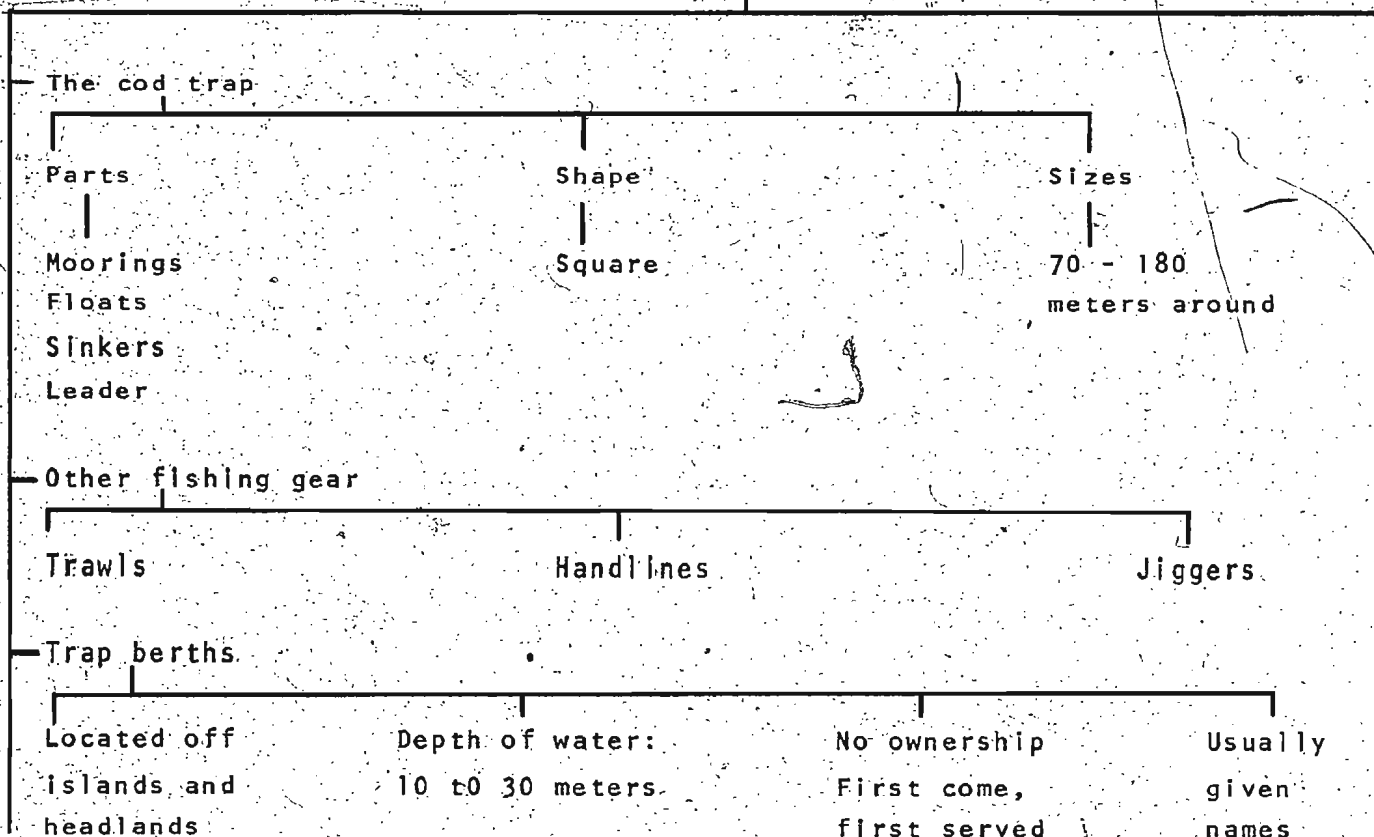 The cod trap
Parts Shape Sizes
Moorings Square 70 - 180
Floats meters around
Sinkers
Leader
Other fishing gear
Trawls Handlines Jiggers
Trap berths
Located off Depth of water: No ownership Usually
islands and 10 t0 30 meters First come, given
headlands first served names